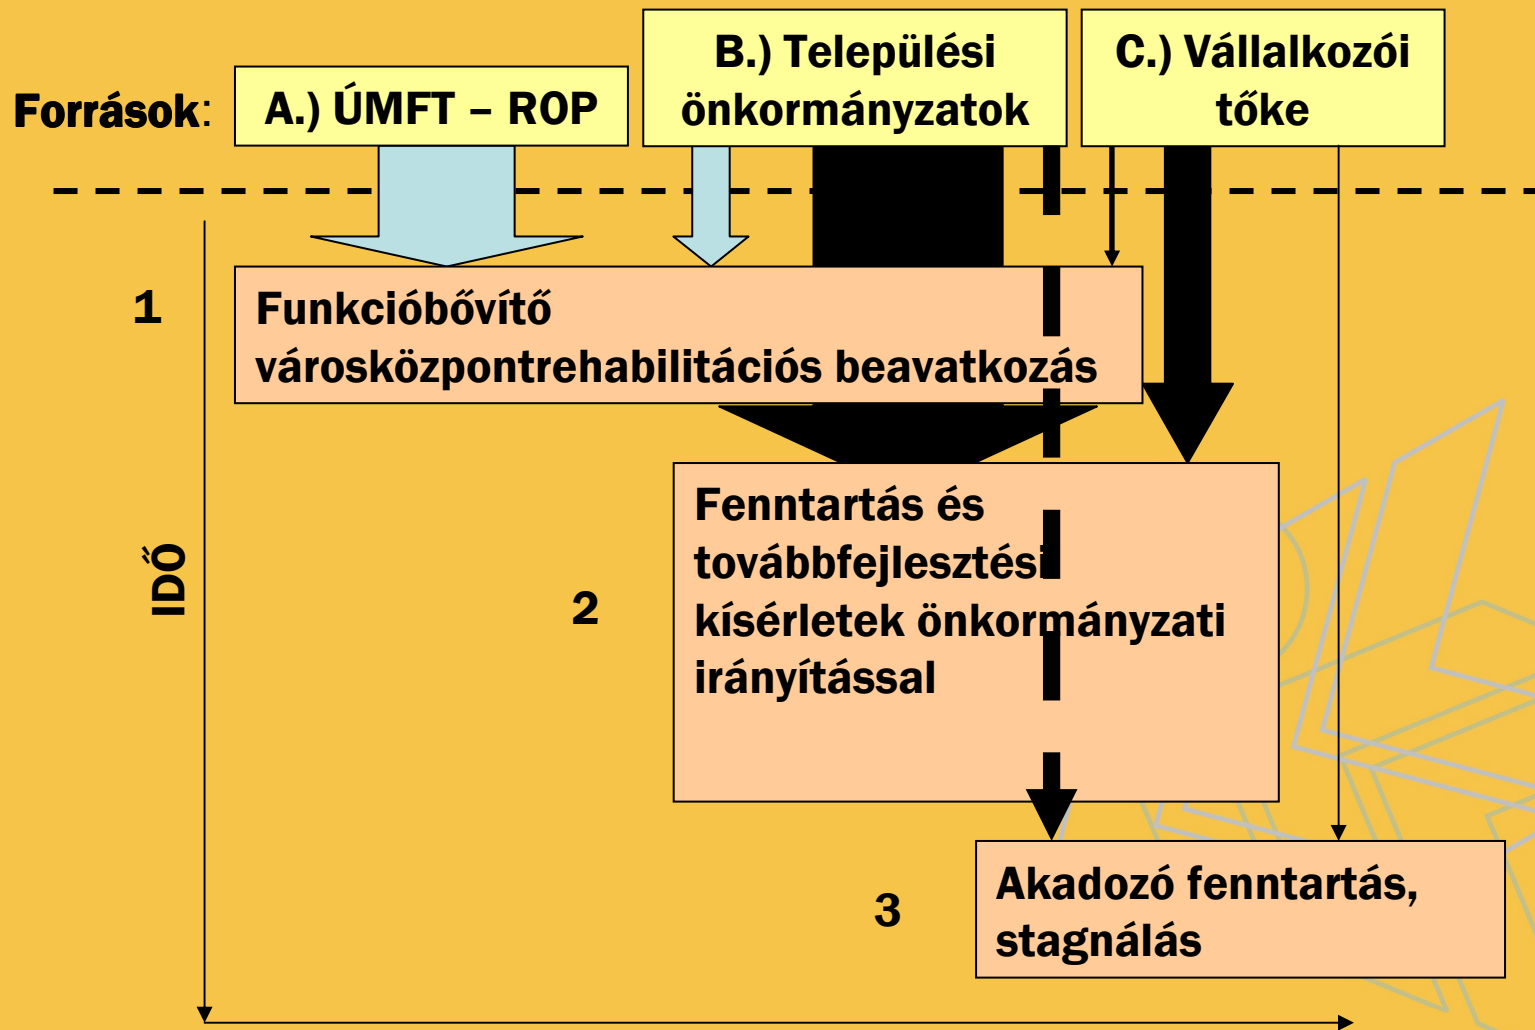 Források:
A.) ÚMFT – ROP
B.) Települési
önkormányzatok
C.) Vállalkozói
tőke
1
Funkcióbővítő
városközpontrehabilitációs beavatkozás
IDŐ
2
Fenntartás és
továbbfejlesztési
kísérletek önkormányzati
irányítással
3
Akadozó fenntartás,
stagnálás